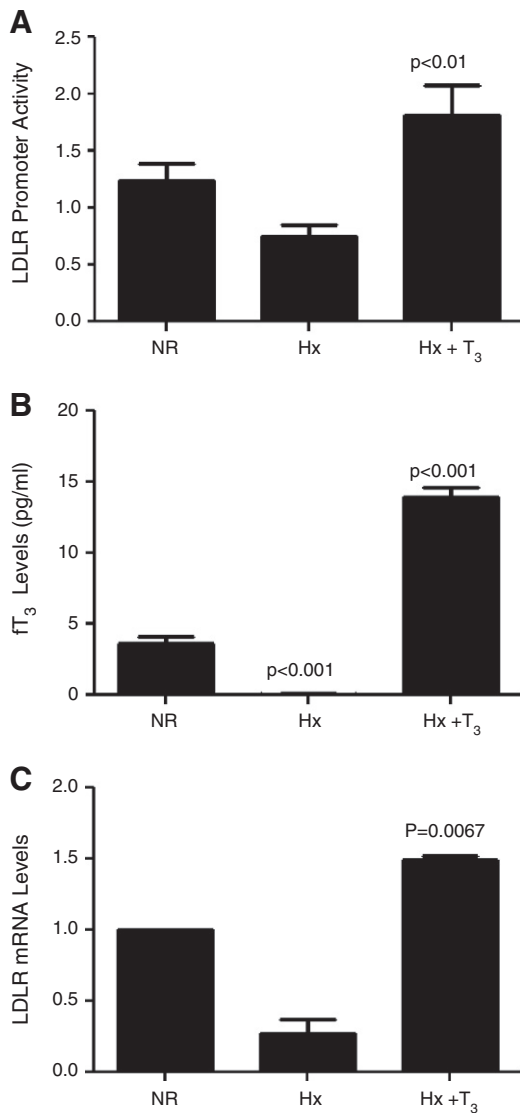 A
LDLR Promoter Activity
2.5
2.0
1.5
1.0
0.5
0.0
p<0.01
NR
Hx
Hx + T3
B
fT3 Levels (pg/ml)
20
15
10
5
0
p<0.001
p<0.001
NR
Hx
Hx +T3
C
LDLR mRNA Levels
2.0
1.5
1.0
0.5
0.0
P=0.0067
NR
Hx
Hx +T3